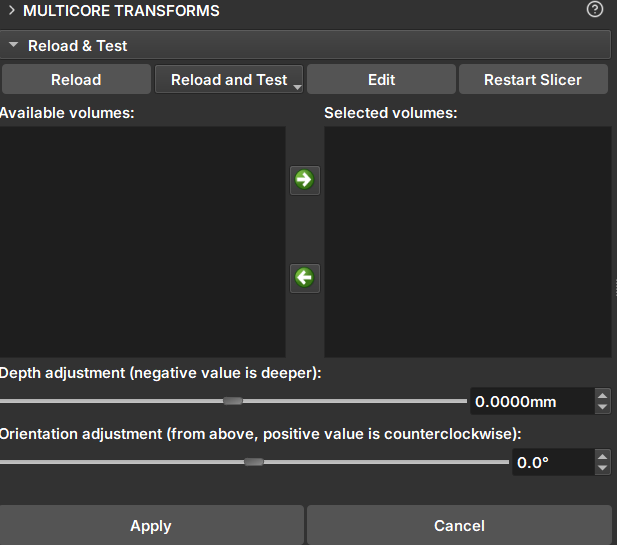 MULTICORE TRANSFORMS
Reload & Test
Reload Reload and Test Edit Restart Slicer
Available volumes: Selected volumes:
Depth adjustment (negative value is deeper):
0.0000mm
Orientation adjustment (from above, positive value is counterclockwise):
0.0°
Apply Cancel